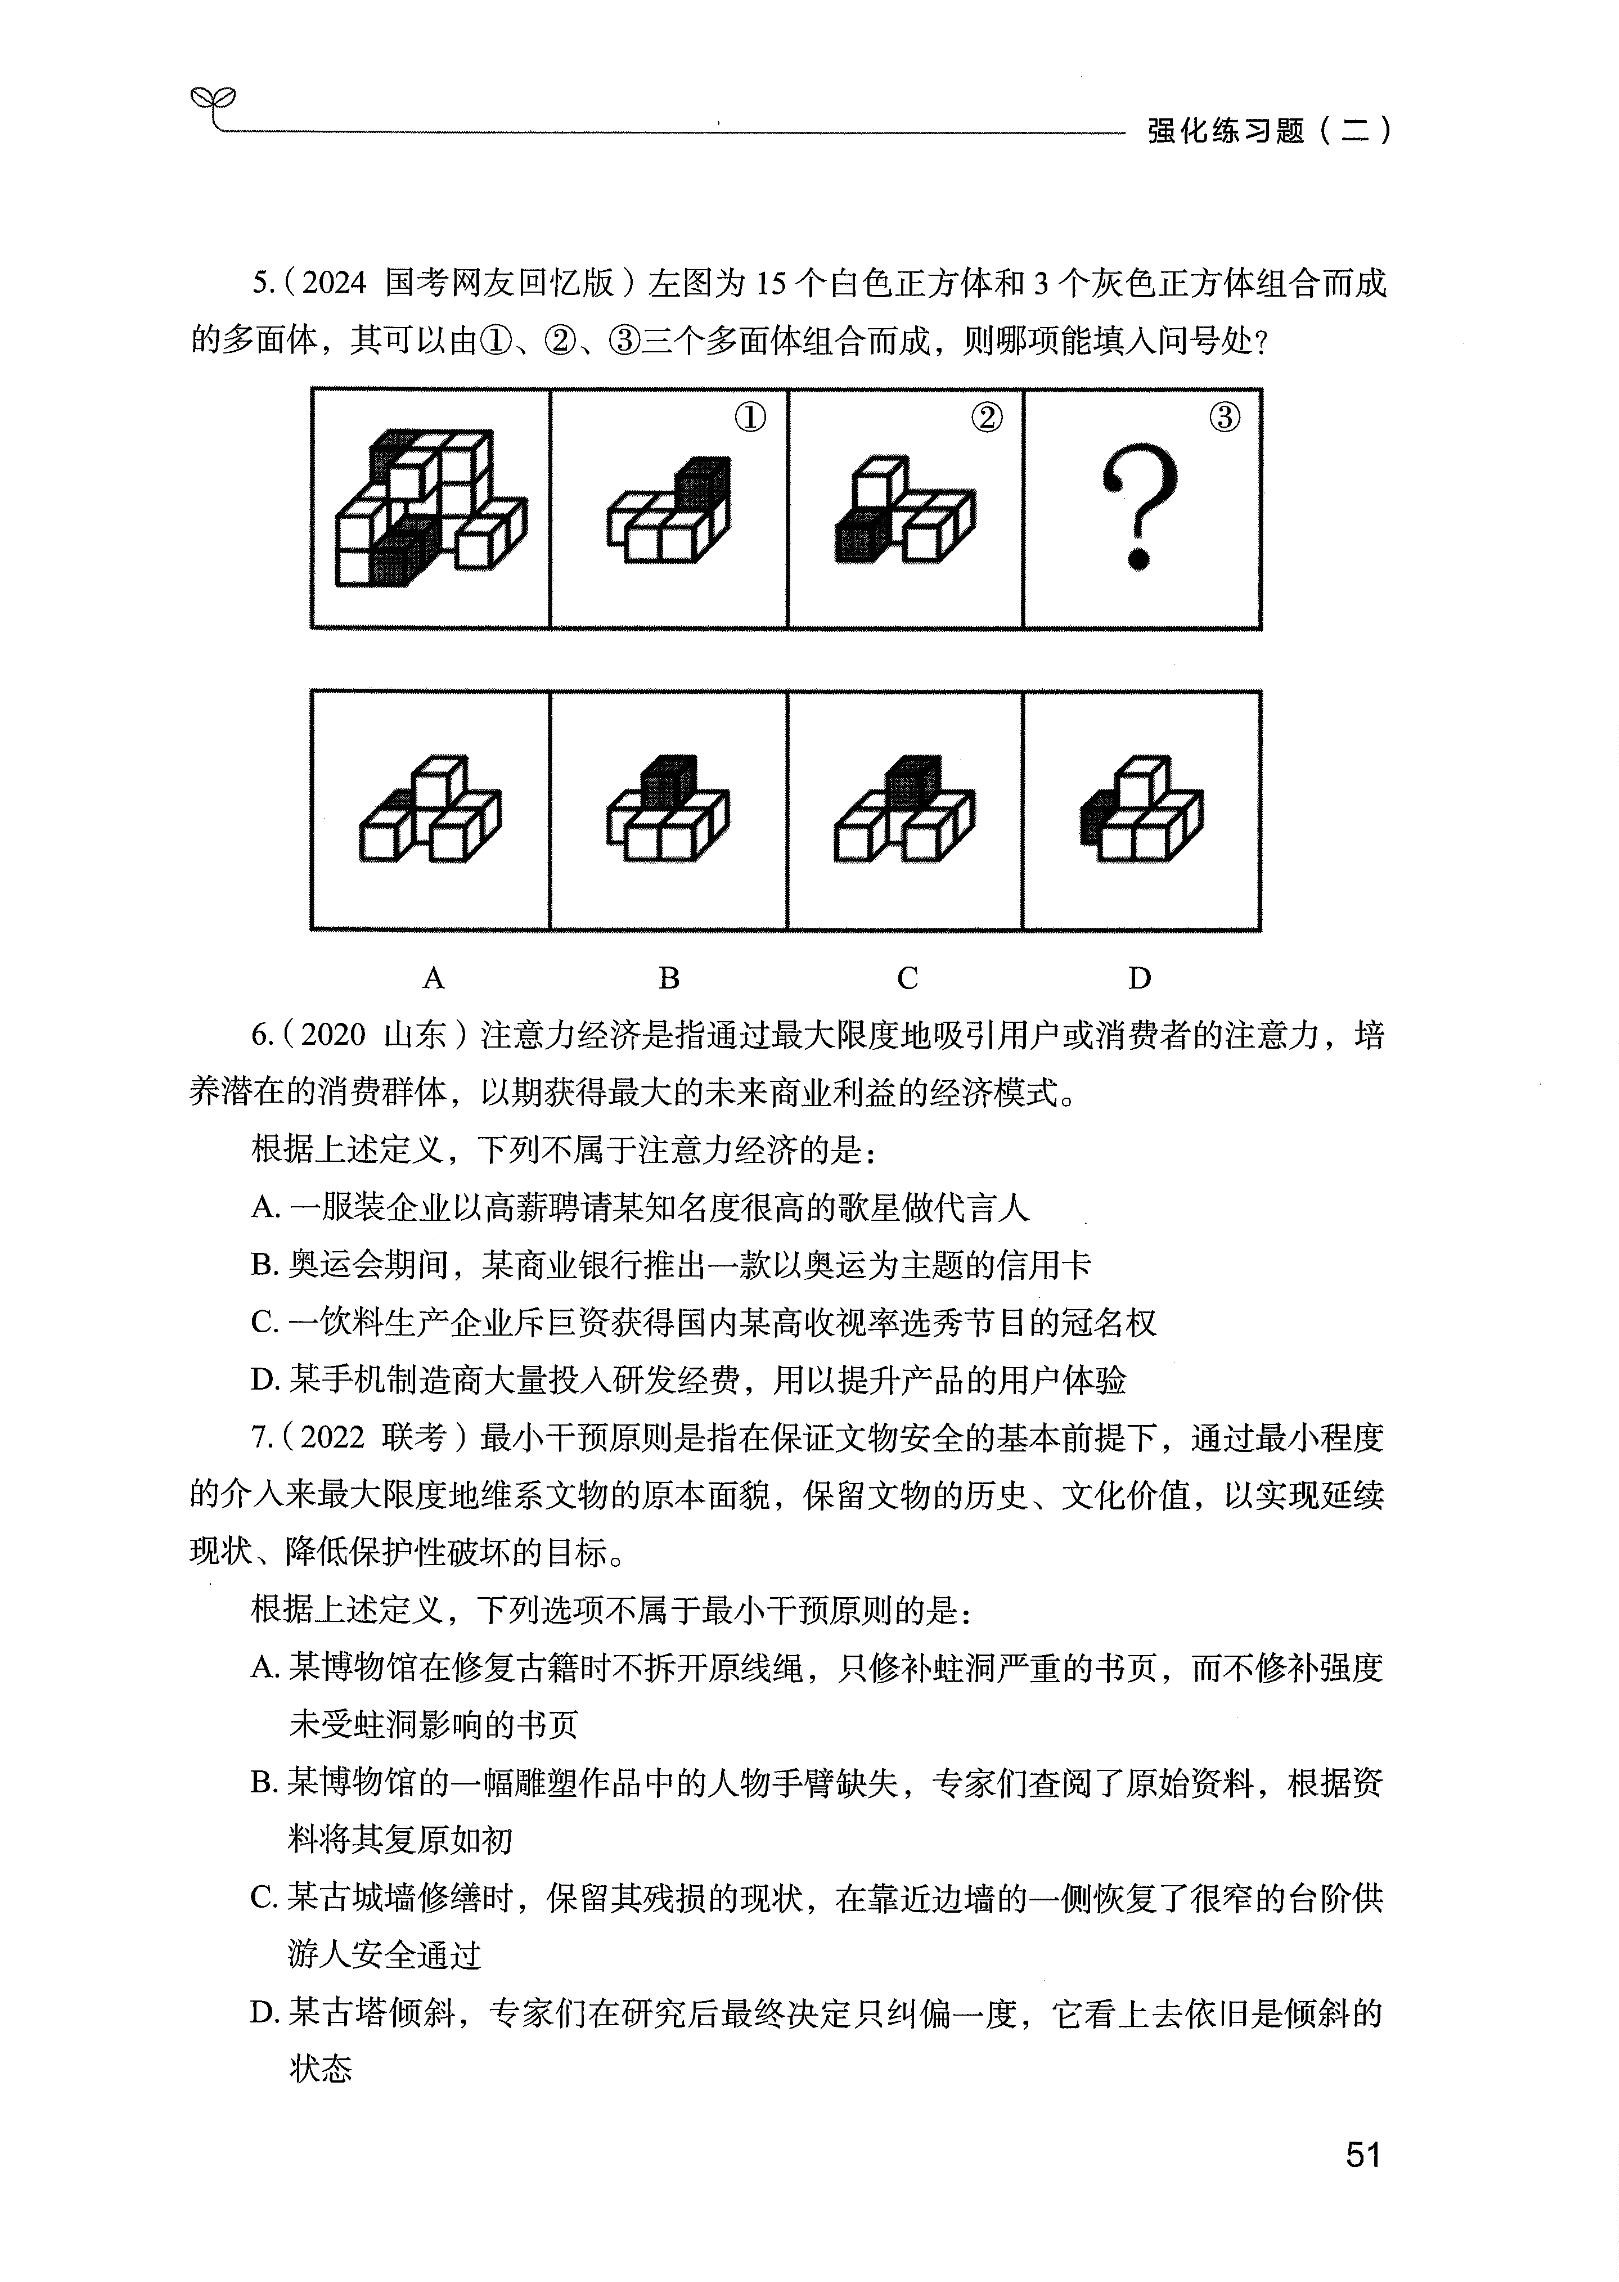 强化练习题（二）
5.（2024 国考网友回忆版）左图为 15 个白色正方体和 3 个灰色正方体组合而成
的多面体，其可以由①、②、③三个多面体组合而成，则哪项能填入问号处？
① ② ③
?
A B C D
6.（2020 山东）注意力经济是指通过最大限度地吸引用户或消费者的注意力，培
养潜在的消费群体，以期获得最大的未来商业利益的经济模式。
根据上述定义，下列不属于注意力经济的是：
A. 一服装企业以高薪聘请某知名度很高的歌星做代言人
B. 奥运会期间，某商业银行推出一款以奥运为主题的信用卡
C. 一饮料生产企业斥巨资获得国内某高收视率选秀节目的冠名权
D. 某手机制造商大量投入研发经费，用以提升产品的用户体验
7.（2022 联考）最小干预原则是指在保证文物安全的基本前提下，通过最小程度
的介入来最大限度地维系文物的原本面貌，保留文物的历史、文化价值，以实现延续
现状、降低保护性破坏的目标。
根据上述定义，下列选项不属于最小干预原则的是：
A. 某博物馆在修复古籍时不拆开原线绳，只修补蛀洞严重的书页，而不修补强度
未受蛀洞影响的书页
B. 某博物馆的一幅雕塑作品中的人物手臂缺失，专家们查阅了原始资料，根据资
料将其复原如初
C. 某古城墙修缮时，保留其残损的现状，在靠近边墙的一侧恢复了很窄的台阶供
游人安全通过
D. 某古塔倾斜，专家们在研究后最终决定只纠偏一度，它看上去依旧是倾斜的
状态
51